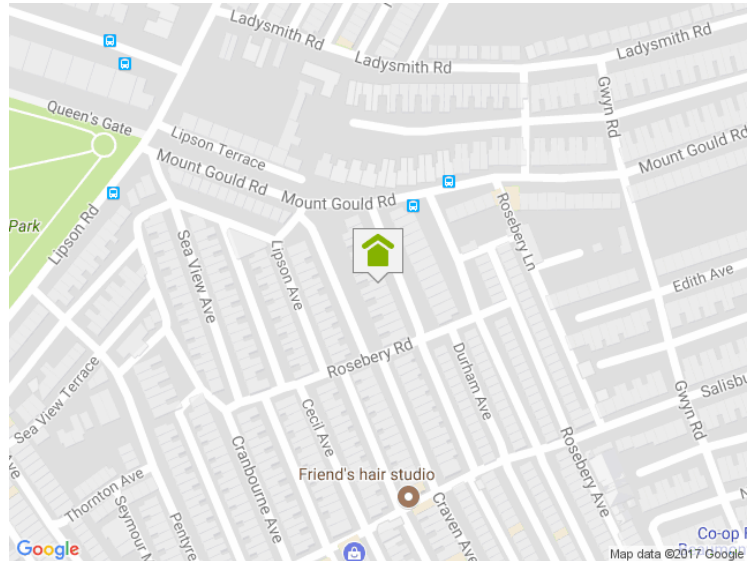 Ladysmith Rd
Ladysmith Rd
Ladysmith Rd
Gwyn Rd
Queen's Gate
Lipson Terrace
Mount Gould Rd
Mount Gould Rd
Mount Gould Rd
Park
Lipson Rd
Sea View Ave
Lipson Ave
Rosebery Ln
Edith Ave
Rosebery Rd
Durham Ave
Sea View Terrace
Cecil Ave
Cranbourne Ave
Gwyn Rd
Salisbu
Rosebery Ave
Ave
Thornton Ave
Seymour
Pentyre
Friend's hair studio
Craven Ave
Co-op
Google
Map data ©2017 Google